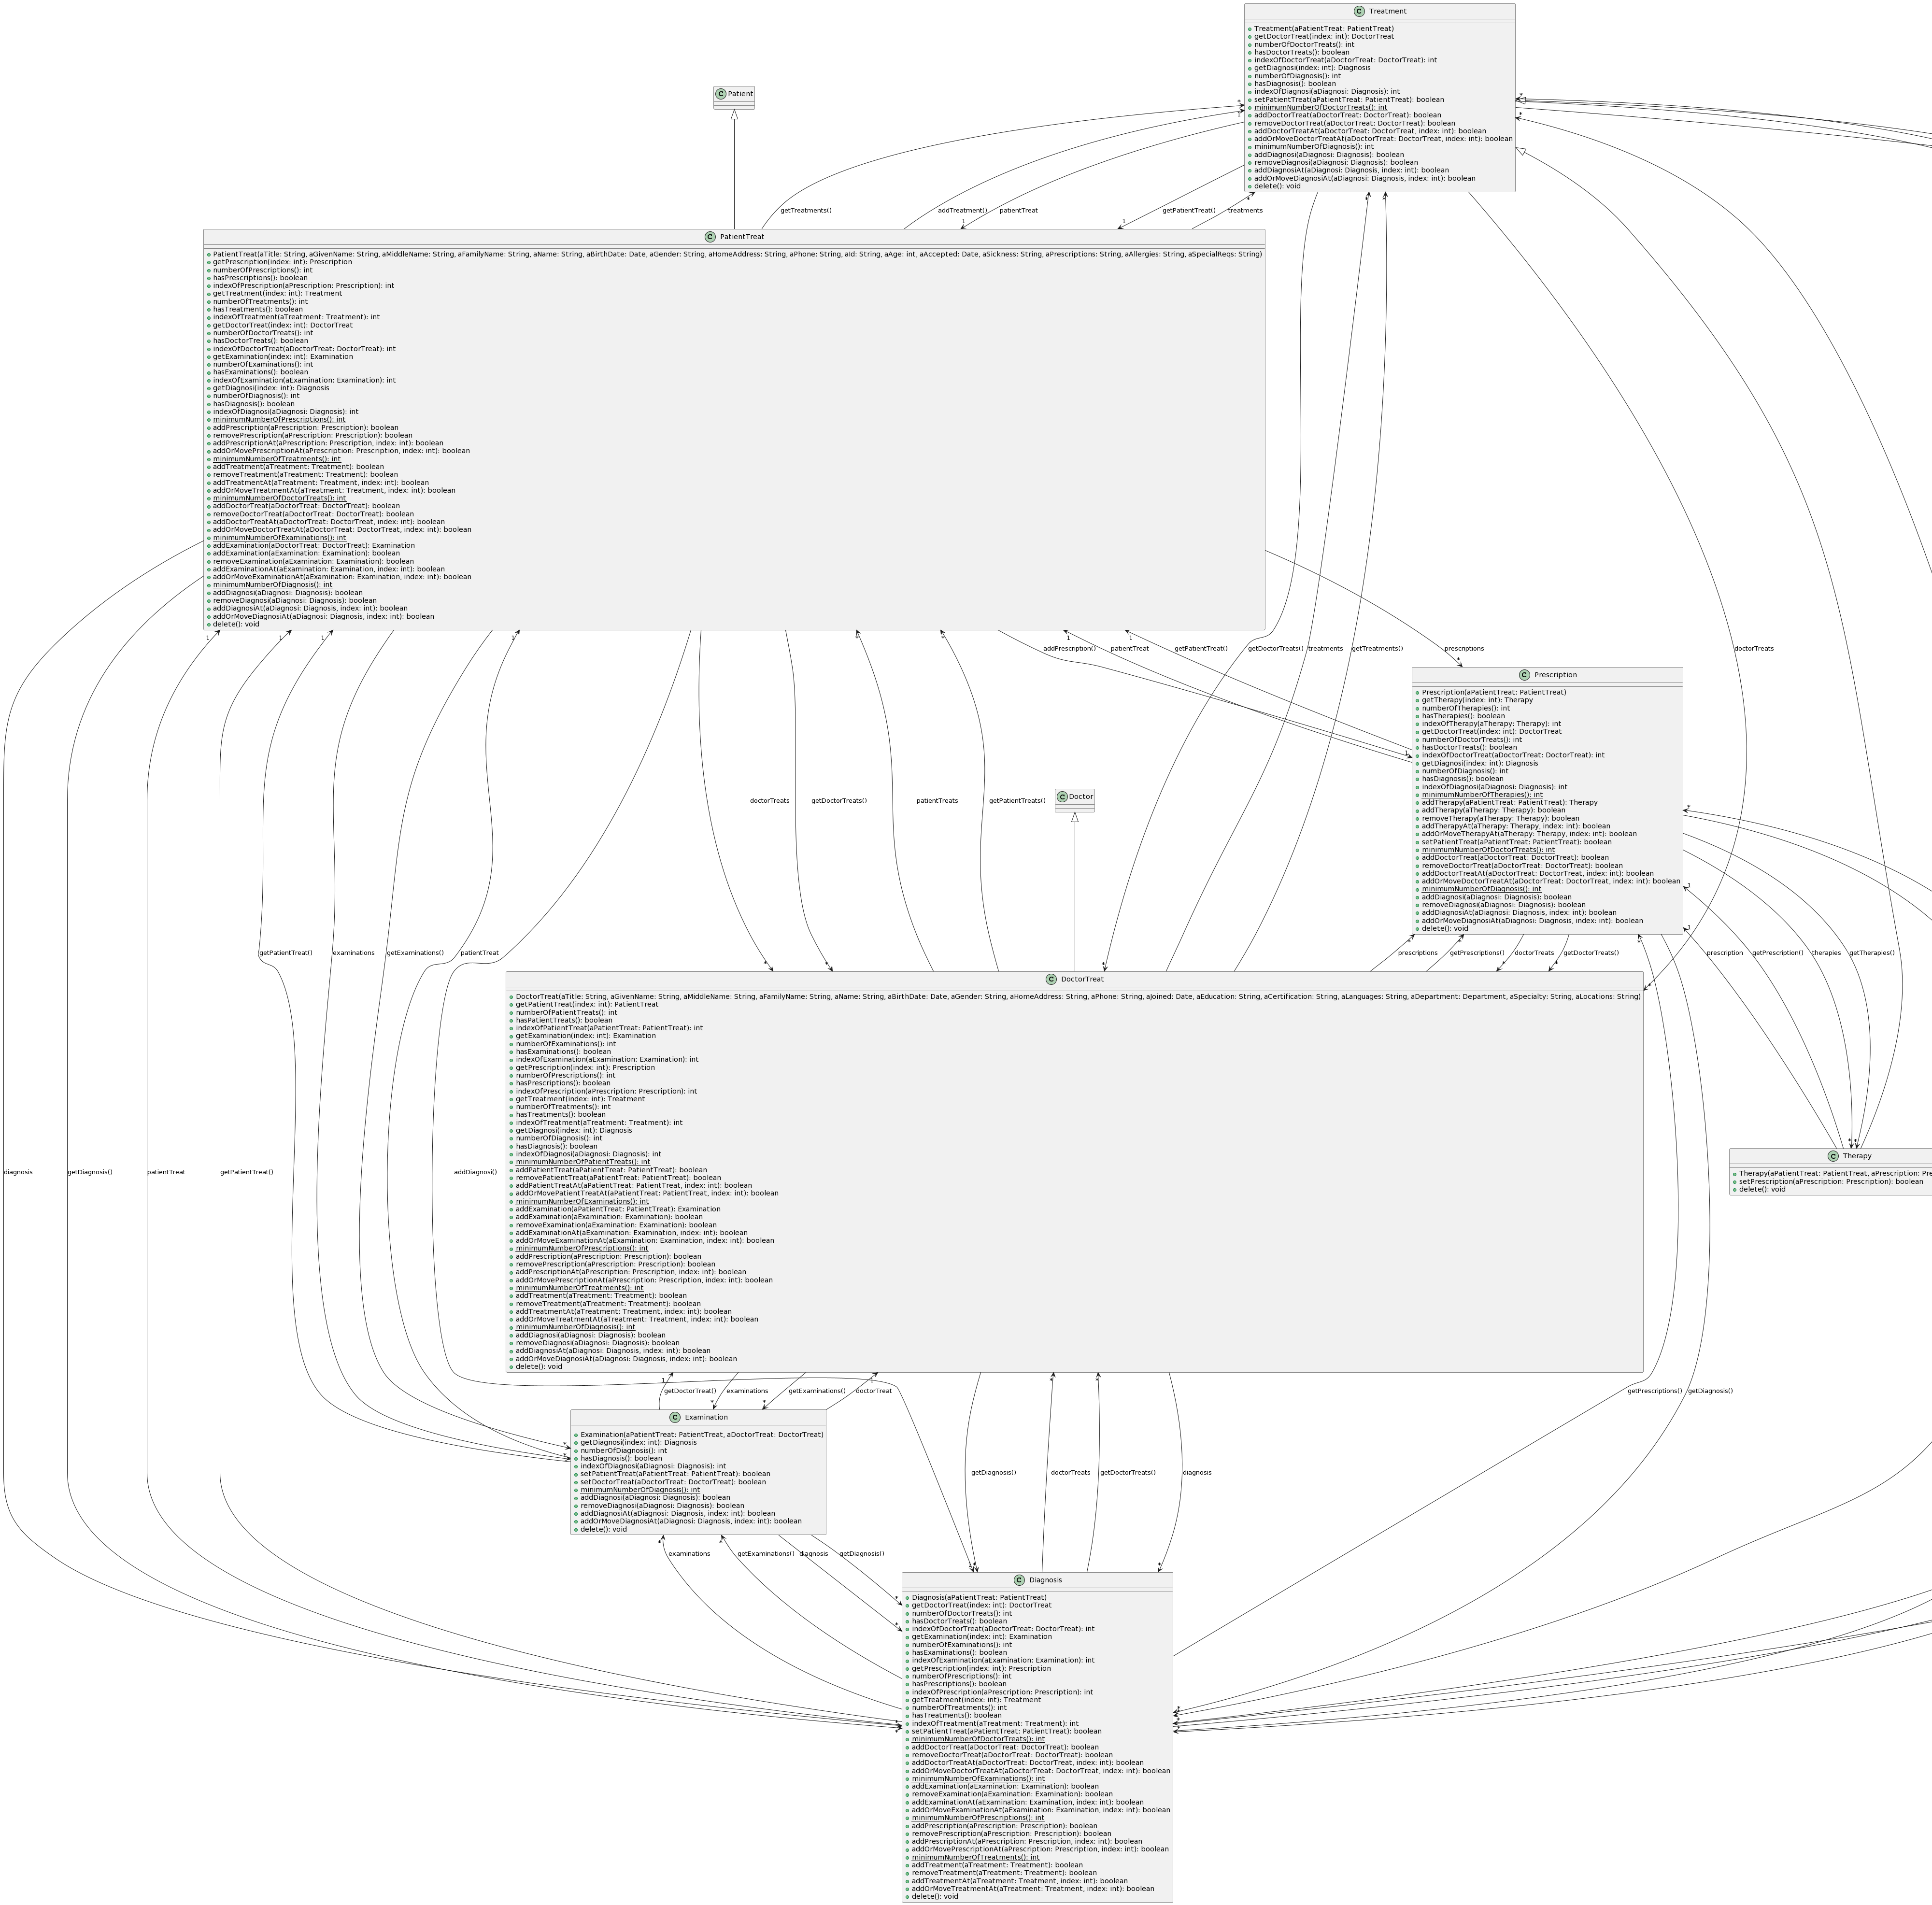 C Treatment
Treatment(aPatientTreat: PatientTreat)
getDoctorTreat(index: int): DoctorTreat
numberOfDoctorTreats(): int
hasDoctorTreats(): boolean
indexOfDoctorTreat(aDoctorTreat: DoctorTreat): int
getDiagnosi(index: int): Diagnosis
numberOfDiagnosis(): int
hasDiagnosis(): boolean
indexOfDiagnosi(aDiagnosi: Diagnosis): int
setPatientTreat(aPatientTreat: PatientTreat): boolean
minimumNumberOfDoctorTreats(): int
addDoctorTreat(aDoctorTreat: DoctorTreat): boolean
removeDoctorTreat(aDoctorTreat: DoctorTreat): boolean
addDoctorTreatAt(aDoctorTreat: DoctorTreat, index: int): boolean
addOrMoveDoctorTreatAt(aDoctorTreat: DoctorTreat, index: int): boolean
minimumNumberOfDiagnosis(): int
addDiagnosi(aDiagnosi: Diagnosis): boolean
removeDiagnosi(aDiagnosi: Diagnosis): boolean
addDiagnosiAt(aDiagnosi: Diagnosis, index: int): boolean
addOrMoveDiagnosiAt(aDiagnosi: Diagnosis, index: int): boolean
delete(): void
C Patient
* 1 * *
getTreatments()
addTreatment()
patientTreat
getPatientTreat()
treatments
1 1 *
C PatientTreat
PatientTreat(aTitle: String, aGivenName: String, aMiddleName: String, aFamilyName: String, aName: String, aBirthDate: Date, aGender: String, aHomeAddress: String, aPhone: String, aId: String, aAge: int, aAccepted: Date, aSickness: String, aPrescriptions: String, aAllergies: String, aSpecialReqs: String)
getPrescription(index: int): Prescription
numberOfPrescriptions(): int
hasPrescriptions(): boolean
indexOfPrescription(aPrescription: Prescription): int
getTreatment(index: int): Treatment
numberOfTreatments(): int
hasTreatments(): boolean
indexOfTreatment(aTreatment: Treatment): int
getDoctorTreat(index: int): DoctorTreat
numberOfDoctorTreats(): int
hasDoctorTreats(): boolean
indexOfDoctorTreat(aDoctorTreat: DoctorTreat): int
getExamination(index: int): Examination
numberOfExaminations(): int
hasExaminations(): boolean
indexOfExamination(aExamination: Examination): int
getDiagnosi(index: int): Diagnosis
numberOfDiagnosis(): int
hasDiagnosis(): boolean
indexOfDiagnosi(aDiagnosi: Diagnosis): int
minimumNumberOfPrescriptions(): int
addPrescription(aPrescription: Prescription): boolean
removePrescription(aPrescription: Prescription): boolean
addPrescriptionAt(aPrescription: Prescription, index: int): boolean
addOrMovePrescriptionAt(aPrescription: Prescription, index: int): boolean
minimumNumberOfTreatments(): int
addTreatment(aTreatment: Treatment): boolean
removeTreatment(aTreatment: Treatment): boolean
addTreatmentAt(aTreatment: Treatment, index: int): boolean
addOrMoveTreatmentAt(aTreatment: Treatment, index: int): boolean
minimumNumberOfDoctorTreats(): int
addDoctorTreat(aDoctorTreat: DoctorTreat): boolean
removeDoctorTreat(aDoctorTreat: DoctorTreat): boolean
addDoctorTreatAt(aDoctorTreat: DoctorTreat, index: int): boolean
addOrMoveDoctorTreatAt(aDoctorTreat: DoctorTreat, index: int): boolean
minimumNumberOfExaminations(): int
addExamination(aDoctorTreat: DoctorTreat): Examination
addExamination(aExamination: Examination): boolean
removeExamination(aExamination: Examination): boolean
addExaminationAt(aExamination: Examination, index: int): boolean
addOrMoveExaminationAt(aExamination: Examination, index: int): boolean
minimumNumberOfDiagnosis(): int
addDiagnosi(aDiagnosi: Diagnosis): boolean
removeDiagnosi(aDiagnosi: Diagnosis): boolean
addDiagnosiAt(aDiagnosi: Diagnosis, index: int): boolean
addOrMoveDiagnosiAt(aDiagnosi: Diagnosis, index: int): boolean
delete(): void
1 1 1 1 * * 1 1
addPrescription()
patientTreat
getPatientTreat()
getDoctorTreats()
treatments
getTreatments()
prescriptions
doctorTreats
*
C Prescription
Prescription(aPatientTreat: PatientTreat)
getTherapy(index: int): Therapy
numberOfTherapies(): int
hasTherapies(): boolean
indexOfTherapy(aTherapy: Therapy): int
getDoctorTreat(index: int): DoctorTreat
numberOfDoctorTreats(): int
hasDoctorTreats(): boolean
indexOfDoctorTreat(aDoctorTreat: DoctorTreat): int
getDiagnosi(index: int): Diagnosis
numberOfDiagnosis(): int
hasDiagnosis(): boolean
indexOfDiagnosi(aDiagnosi: Diagnosis): int
minimumNumberOfTherapies(): int
addTherapy(aPatientTreat: PatientTreat): Therapy
addTherapy(aTherapy: Therapy): boolean
removeTherapy(aTherapy: Therapy): boolean
addTherapyAt(aTherapy: Therapy, index: int): boolean
addOrMoveTherapyAt(aTherapy: Therapy, index: int): boolean
setPatientTreat(aPatientTreat: PatientTreat): boolean
minimumNumberOfDoctorTreats(): int
addDoctorTreat(aDoctorTreat: DoctorTreat): boolean
removeDoctorTreat(aDoctorTreat: DoctorTreat): boolean
addDoctorTreatAt(aDoctorTreat: DoctorTreat, index: int): boolean
addOrMoveDoctorTreatAt(aDoctorTreat: DoctorTreat, index: int): boolean
minimumNumberOfDiagnosis(): int
addDiagnosi(aDiagnosi: Diagnosis): boolean
removeDiagnosi(aDiagnosi: Diagnosis): boolean
addDiagnosiAt(aDiagnosi: Diagnosis, index: int): boolean
addOrMoveDiagnosiAt(aDiagnosi: Diagnosis, index: int): boolean
delete(): void
1 * 1 1
doctorTreats
getDoctorTreats()
patientTreats
getPatientTreats()
C Doctor
getPatientTreat()
examinations
getExaminations()
patientTreat
prescriptions
getPrescriptions()
doctorTreats
getDoctorTreats()
prescription
getPrescription()
therapies
getTherapies()
* * * * * * * * *
C DoctorTreat
DoctorTreat(aTitle: String, aGivenName: String, aMiddleName: String, aFamilyName: String, aName: String, aBirthDate: Date, aGender: String, aHomeAddress: String, aPhone: String, aJoined: Date, aEducation: String, aCertification: String, aLanguages: String, aDepartment: Department, aSpecialty: String, aLocations: String)
getPatientTreat(index: int): PatientTreat
numberOfPatientTreats(): int
hasPatientTreats(): boolean
indexOfPatientTreat(aPatientTreat: PatientTreat): int
getExamination(index: int): Examination
numberOfExaminations(): int
hasExaminations(): boolean
indexOfExamination(aExamination: Examination): int
getPrescription(index: int): Prescription
numberOfPrescriptions(): int
hasPrescriptions(): boolean
indexOfPrescription(aPrescription: Prescription): int
getTreatment(index: int): Treatment
numberOfTreatments(): int
hasTreatments(): boolean
indexOfTreatment(aTreatment: Treatment): int
getDiagnosi(index: int): Diagnosis
numberOfDiagnosis(): int
hasDiagnosis(): boolean
indexOfDiagnosi(aDiagnosi: Diagnosis): int
minimumNumberOfPatientTreats(): int
addPatientTreat(aPatientTreat: PatientTreat): boolean
removePatientTreat(aPatientTreat: PatientTreat): boolean
addPatientTreatAt(aPatientTreat: PatientTreat, index: int): boolean
addOrMovePatientTreatAt(aPatientTreat: PatientTreat, index: int): boolean
minimumNumberOfExaminations(): int
addExamination(aPatientTreat: PatientTreat): Examination
addExamination(aExamination: Examination): boolean
removeExamination(aExamination: Examination): boolean
addExaminationAt(aExamination: Examination, index: int): boolean
addOrMoveExaminationAt(aExamination: Examination, index: int): boolean
minimumNumberOfPrescriptions(): int
addPrescription(aPrescription: Prescription): boolean
removePrescription(aPrescription: Prescription): boolean
addPrescriptionAt(aPrescription: Prescription, index: int): boolean
addOrMovePrescriptionAt(aPrescription: Prescription, index: int): boolean
minimumNumberOfTreatments(): int
addTreatment(aTreatment: Treatment): boolean
removeTreatment(aTreatment: Treatment): boolean
addTreatmentAt(aTreatment: Treatment, index: int): boolean
addOrMoveTreatmentAt(aTreatment: Treatment, index: int): boolean
minimumNumberOfDiagnosis(): int
addDiagnosi(aDiagnosi: Diagnosis): boolean
removeDiagnosi(aDiagnosi: Diagnosis): boolean
addDiagnosiAt(aDiagnosi: Diagnosis, index: int): boolean
addOrMoveDiagnosiAt(aDiagnosi: Diagnosis, index: int): boolean
delete(): void
C Therapy
Therapy(aPatientTreat: PatientTreat, aPrescription: Pre
setPrescription(aPrescription: Prescription): boolean
delete(): void
diagnosis
getDiagnosis()
patientTreat
getPatientTreat()
addDiagnosi()
1 1 * *
getDoctorTreat()
examinations
getExaminations()
doctorTreat
getPrescriptions()
getDiagnosis()
* *
C Examination
Examination(aPatientTreat: PatientTreat, aDoctorTreat: DoctorTreat)
getDiagnosi(index: int): Diagnosis
numberOfDiagnosis(): int
hasDiagnosis(): boolean
indexOfDiagnosi(aDiagnosi: Diagnosis): int
setPatientTreat(aPatientTreat: PatientTreat): boolean
setDoctorTreat(aDoctorTreat: DoctorTreat): boolean
minimumNumberOfDiagnosis(): int
addDiagnosi(aDiagnosi: Diagnosis): boolean
removeDiagnosi(aDiagnosi: Diagnosis): boolean
addDiagnosiAt(aDiagnosi: Diagnosis, index: int): boolean
addOrMoveDiagnosiAt(aDiagnosi: Diagnosis, index: int): boolean
delete(): void
* *
getDiagnosis()
doctorTreats
getDoctorTreats()
diagnosis
* *
examinations
getExaminations()
diagnosis
getDiagnosis()
1 * *
C Diagnosis
Diagnosis(aPatientTreat: PatientTreat)
getDoctorTreat(index: int): DoctorTreat
numberOfDoctorTreats(): int
hasDoctorTreats(): boolean
indexOfDoctorTreat(aDoctorTreat: DoctorTreat): int
getExamination(index: int): Examination
numberOfExaminations(): int
hasExaminations(): boolean
indexOfExamination(aExamination: Examination): int
getPrescription(index: int): Prescription
numberOfPrescriptions(): int
hasPrescriptions(): boolean
indexOfPrescription(aPrescription: Prescription): int
getTreatment(index: int): Treatment
numberOfTreatments(): int
hasTreatments(): boolean
indexOfTreatment(aTreatment: Treatment): int
setPatientTreat(aPatientTreat: PatientTreat): boolean
minimumNumberOfDoctorTreats(): int
addDoctorTreat(aDoctorTreat: DoctorTreat): boolean
removeDoctorTreat(aDoctorTreat: DoctorTreat): boolean
addDoctorTreatAt(aDoctorTreat: DoctorTreat, index: int): boolean
addOrMoveDoctorTreatAt(aDoctorTreat: DoctorTreat, index: int): boolean
minimumNumberOfExaminations(): int
addExamination(aExamination: Examination): boolean
removeExamination(aExamination: Examination): boolean
addExaminationAt(aExamination: Examination, index: int): boolean
addOrMoveExaminationAt(aExamination: Examination, index: int): boolean
minimumNumberOfPrescriptions(): int
addPrescription(aPrescription: Prescription): boolean
removePrescription(aPrescription: Prescription): boolean
addPrescriptionAt(aPrescription: Prescription, index: int): boolean
addOrMovePrescriptionAt(aPrescription: Prescription, index: int): boolean
minimumNumberOfTreatments(): int
addTreatment(aTreatment: Treatment): boolean
removeTreatment(aTreatment: Treatment): boolean
addTreatmentAt(aTreatment: Treatment, index: int): boolean
addOrMoveTreatmentAt(aTreatment: Treatment, index: int): boolean
delete(): void